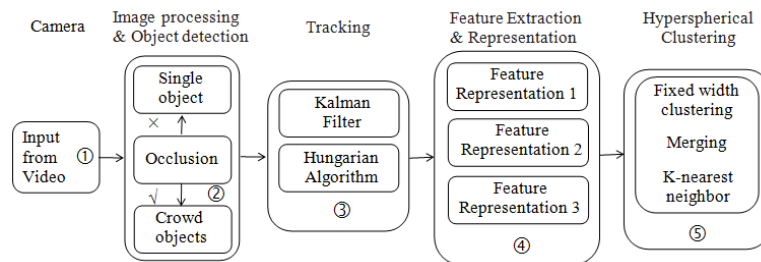 Camera
Image processing
& Object detection
Tracking
Feature Extraction
& Representation
Hyperspherical
Clustering
Input
from
Video
①
Single
object
×
Occlusion
②
√
Crowd
objects
Kalman
Filter
Hungarian
Algorithm
③
Feature
Representation 1
Feature
Representation 2
Feature
Representation 3
④
Fixed width
clustering
Merging
K-nearest
neighbor
⑤